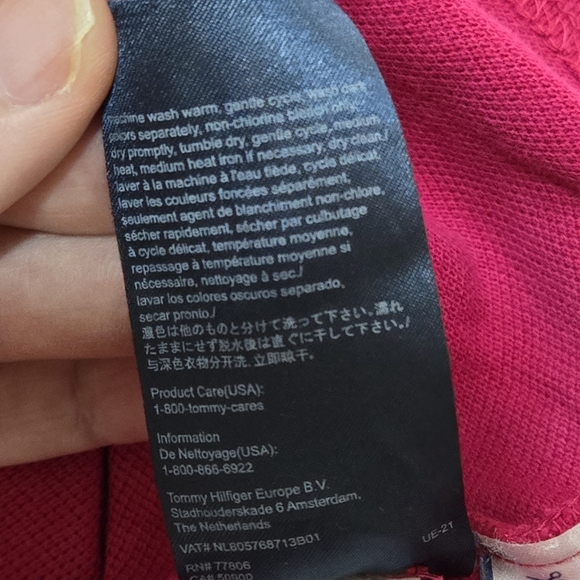 machine wash warm, gentle cycle, wash dark
colors separately, non-chlorine bleach only,
dry promptly, tumble dry, gentle cycle, medium
heat, medium heat iron if necessary, dry clean./
laver à la machine à l'eau tiède, cycle délicat.
laver les couleurs foncées séparément,
seulement agent de blanchiment non-chlore,
sécher rapidement, sécher par culbutage
à cycle délicat, température moyenne,
repassage à température moyenne si
nécessaire, nettoyage à sec./
lavar los colores oscuros separado,
secar pronto./
濃色は他のものと分けて洗って下さい。濡れ
たままにせず脱水後は直ぐに干して下さい。/
与深色衣物分开洗, 立即晾干。
Product Care(USA):
1-800-tommy-cares
Information
De Nettoyage(USA):
1-800-866-6922
Tommy Hilfiger Europe B.V.
Stadhouderskade 6 Amsterdam,
The Netherlands
VAT# NL805768713B01
UE-21
RN# 77806
CA# 50900